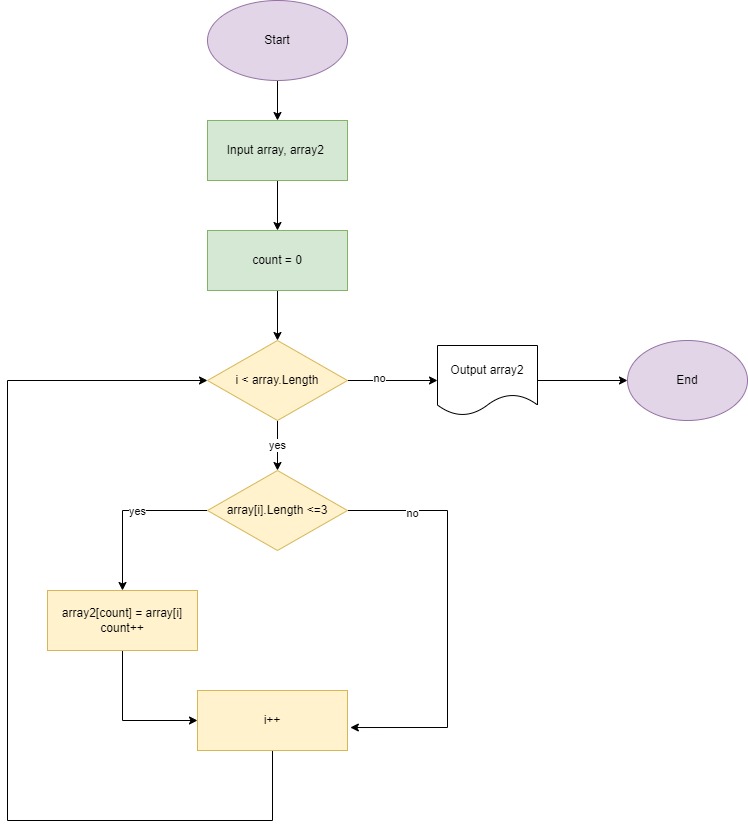 Start
Input array, array2
count = 0
i < array.Length
no
Output array2
End
yes
array[i].Length <=3
yes
no
array2[count] = array[i]
count++
i++